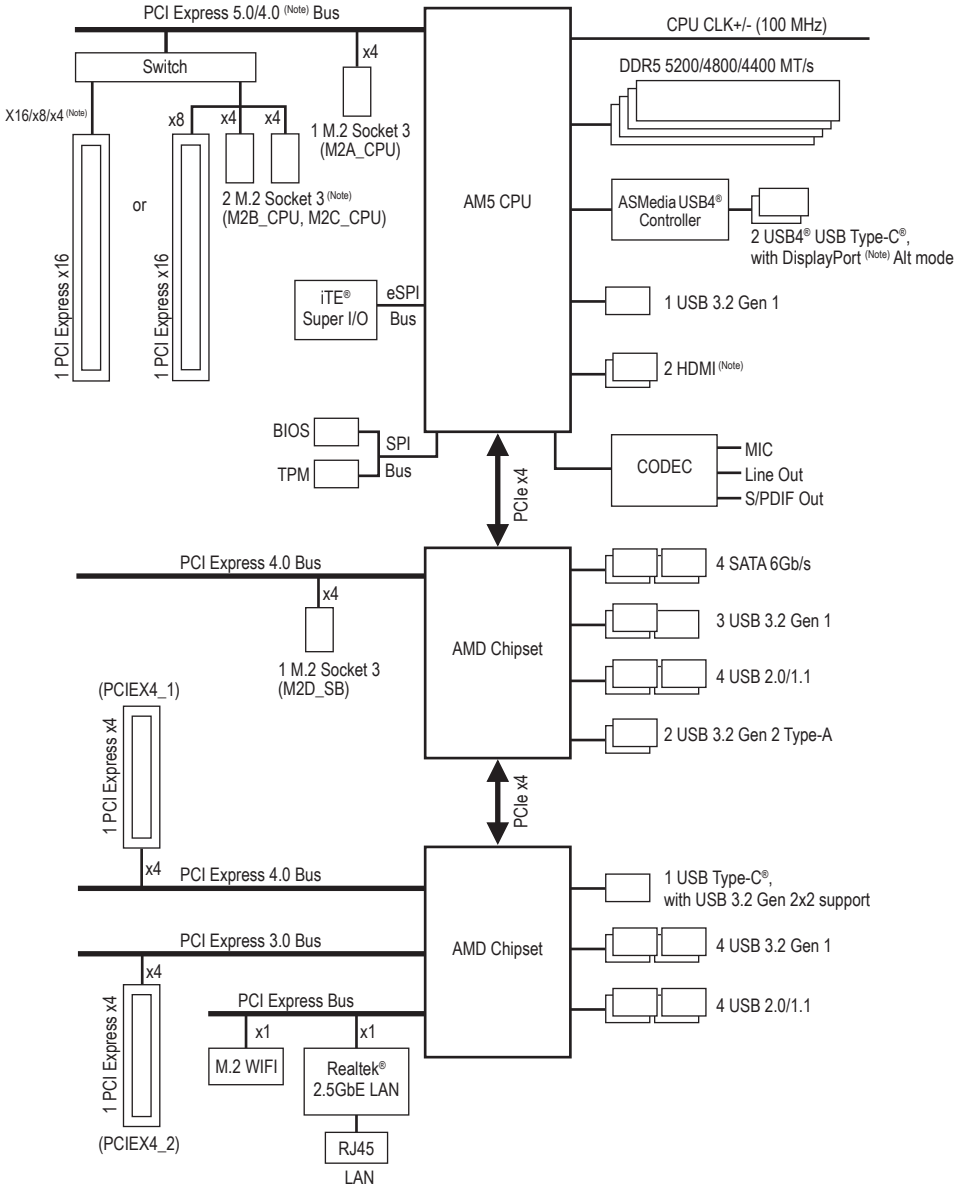 PCI Express 5.0/4.0 (Note) Bus
CPU CLK+/- (100 MHz)
x4
Switch
DDR5 5200/4800/4400 MT/s
X16/x8/x4 (Note)
x8
x4
x4
1 M.2 Socket 3
(M2A_CPU)
1 PCI Express x16
or
1 PCI Express x16
2 M.2 Socket 3 (Note)
(M2B_CPU, M2C_CPU)
AM5 CPU
ASMedia USB4®
Controller
2 USB4® USB Type-C®,
with DisplayPort (Note) Alt mode
iTE®
Super I/O
eSPI
Bus
1 USB 3.2 Gen 1
2 HDMI (Note)
BIOS
TPM
SPI
Bus
CODEC
MIC
Line Out
S/PDIF Out
PCIe x4
PCI Express 4.0 Bus
x4
1 M.2 Socket 3
(M2D_SB)
AMD Chipset
4 SATA 6Gb/s
3 USB 3.2 Gen 1
4 USB 2.0/1.1
2 USB 3.2 Gen 2 Type-A
(PCIEX4_1)
1 PCI Express x4
x4
PCIe x4
PCI Express 4.0 Bus
AMD Chipset
1 USB Type-C®,
with USB 3.2 Gen 2x2 support
PCI Express 3.0 Bus
x4
4 USB 3.2 Gen 1
1 PCI Express x4
(PCIEX4_2)
PCI Express Bus
x1
x1
4 USB 2.0/1.1
M.2 WIFI
Realtek®
2.5GbE LAN
RJ45
LAN